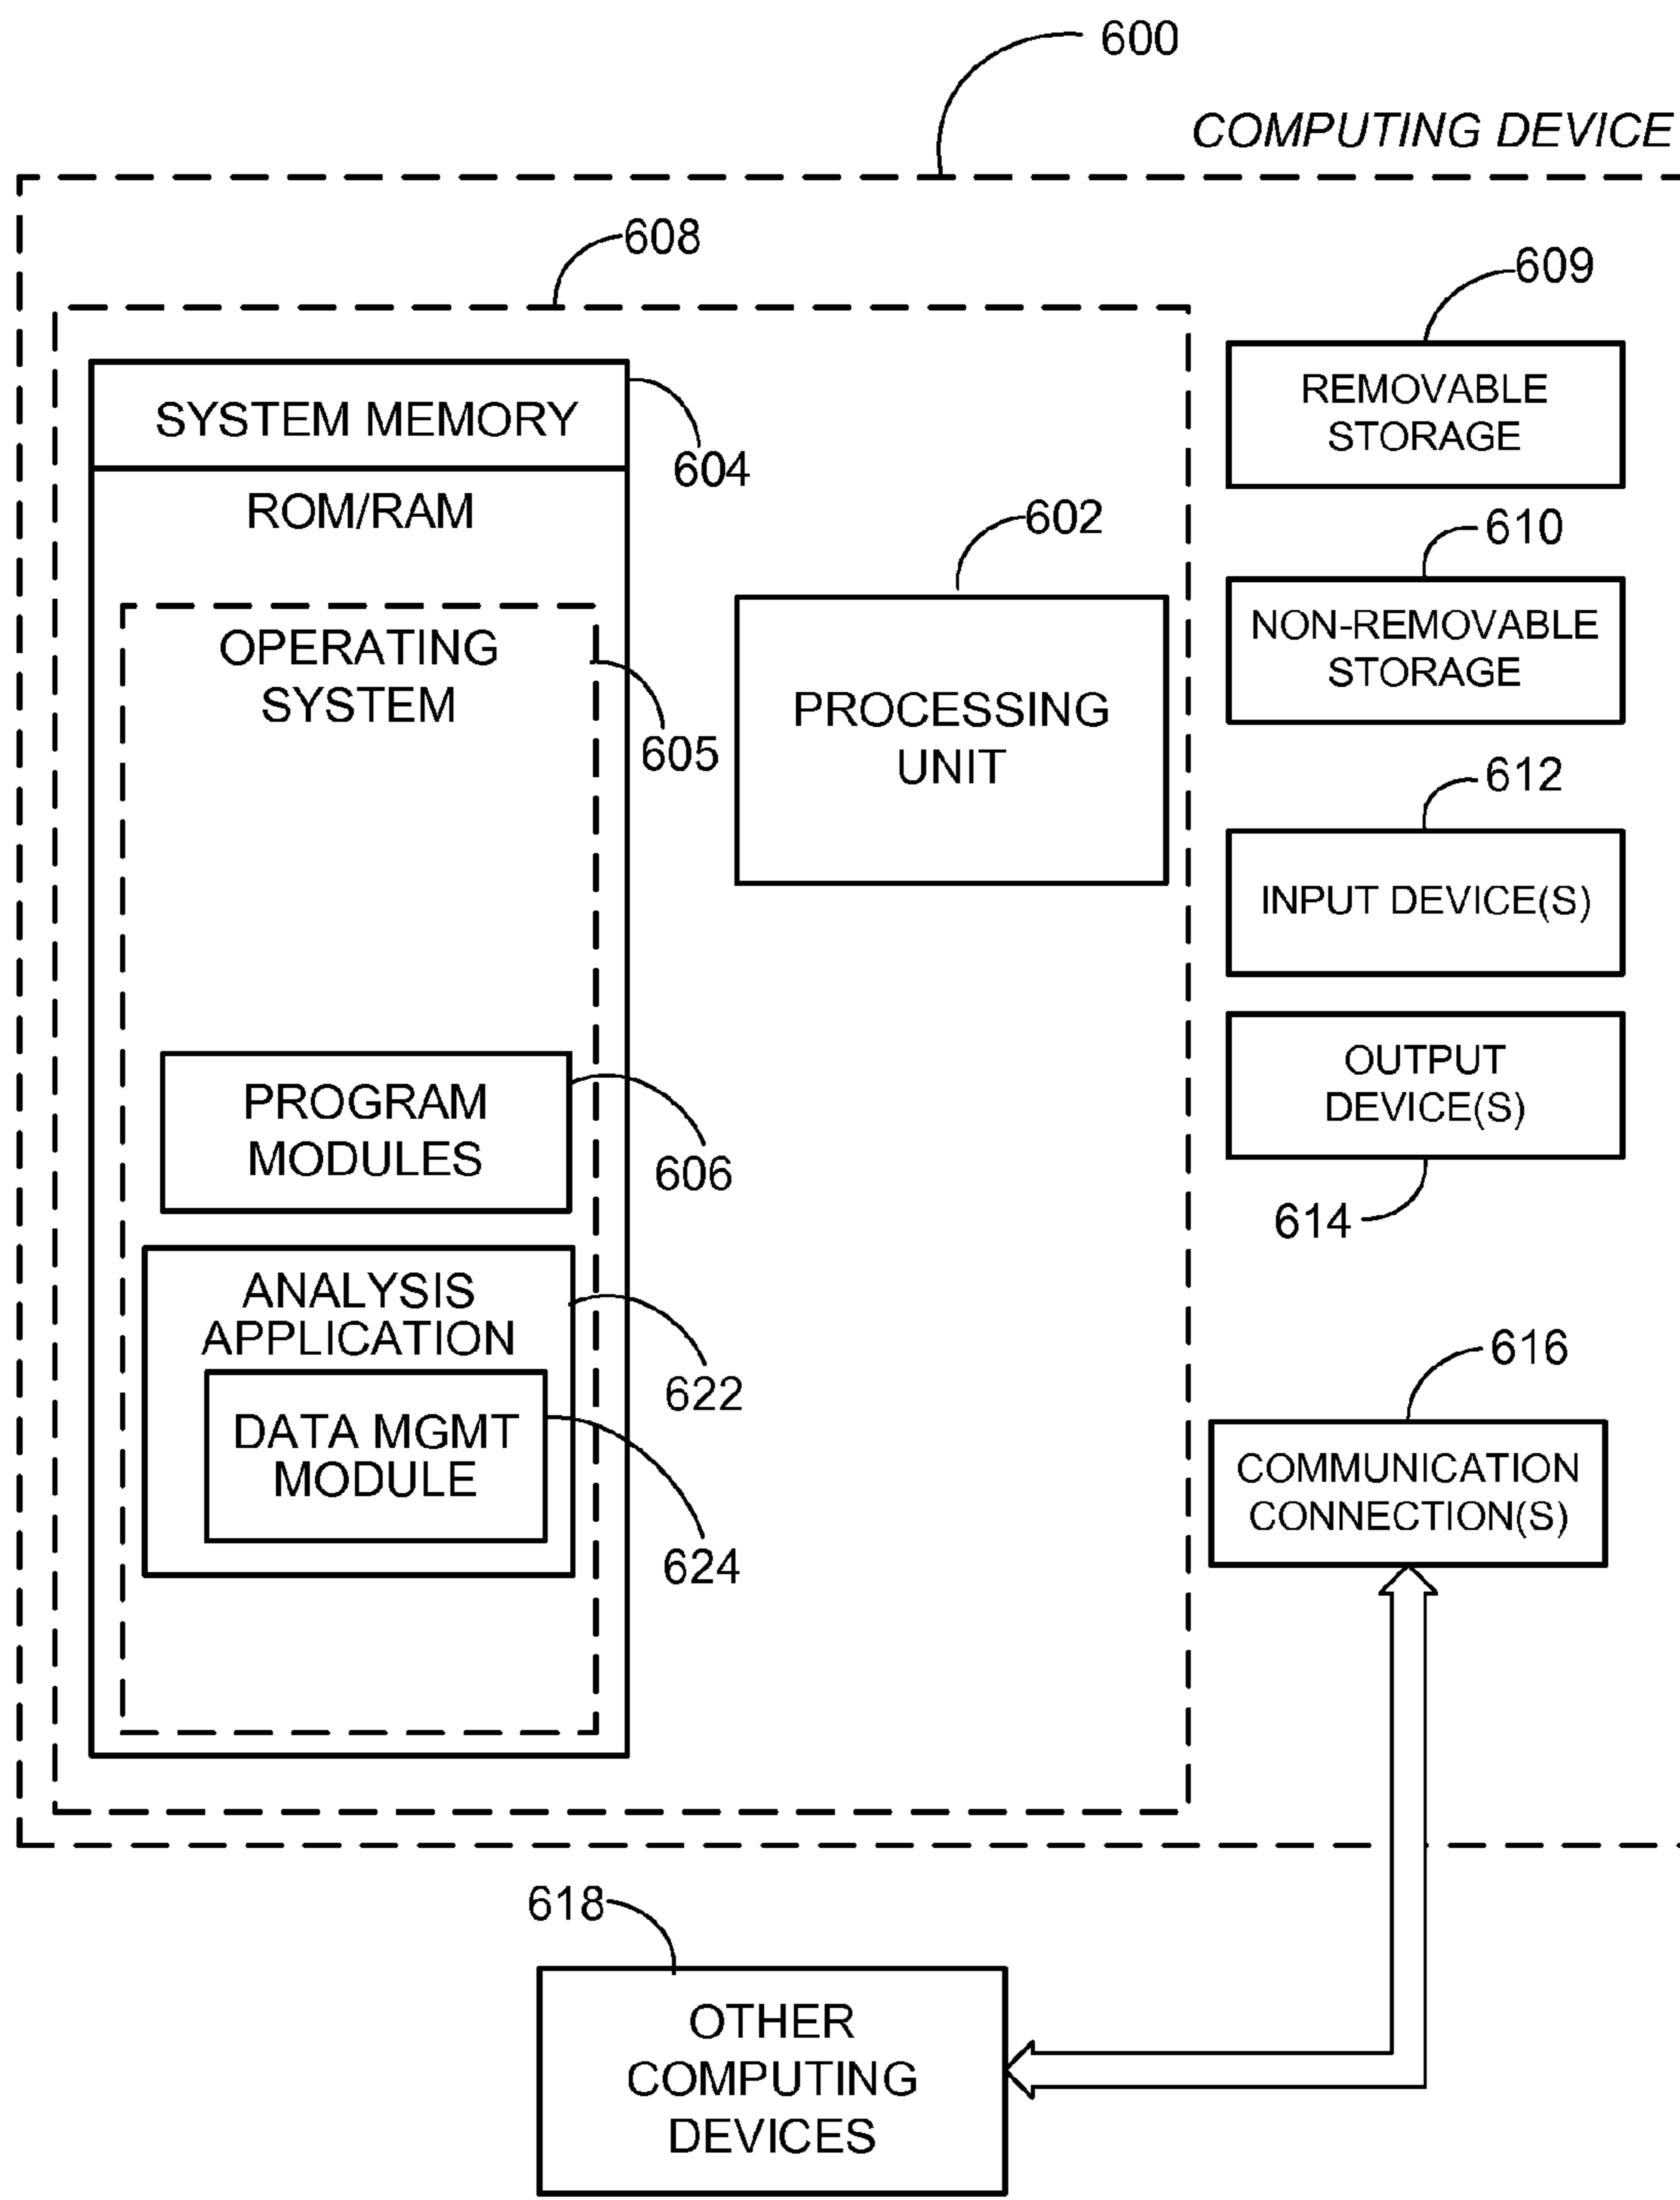 600
COMPUTING DEVICE
608
609
REMOVABLE
STORAGE
SYSTEM MEMORY
604
ROM/RAM
602
610
NON-REMOVABLE
STORAGE
OPERATING
SYSTEM
605
PROCESSING
UNIT
612
INPUT DEVICE(S)
OUTPUT
DEVICE(S)
614
PROGRAM
MODULES
606
ANALYSIS
APPLICATION
622
DATA MGMT
MODULE
624
616
COMMUNICATION
CONNECTION(S)
618
OTHER
COMPUTING
DEVICES